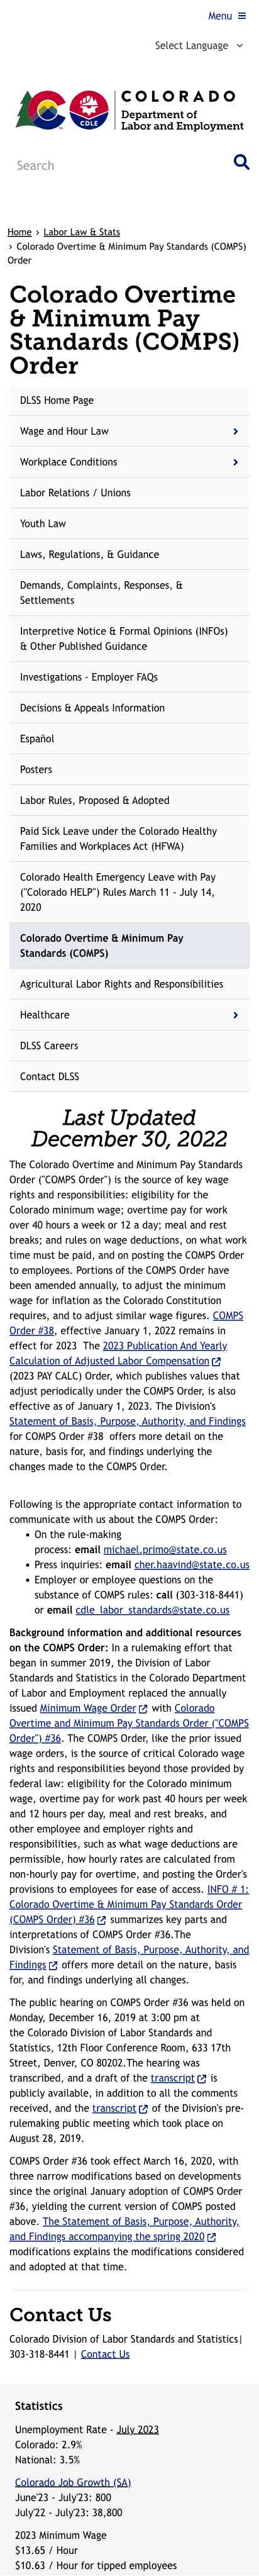 Menu
Select Language
COLORADO
Department of
Labor and Employment
CDLE
Search
Home › Labor Law & Stats
› Colorado Overtime & Minimum Pay Standards (COMPS)
Order
Colorado Overtime
& Minimum Pay
Standards (COMPS)
Order
DLSS Home Page
Wage and Hour Law
Workplace Conditions
Labor Relations / Unions
Youth Law
Laws, Regulations, & Guidance
Demands, Complaints, Responses, &
Settlements
Interpretive Notice & Formal Opinions (INFOs)
& Other Published Guidance
Investigations - Employer FAQs
Decisions & Appeals Information
Español
Posters
Labor Rules, Proposed & Adopted
Paid Sick Leave under the Colorado Healthy
Families and Workplaces Act (HFWA)
Colorado Health Emergency Leave with Pay
("Colorado HELP") Rules March 11 - July 14,
2020
Colorado Overtime & Minimum Pay
Standards (COMPS)
Agricultural Labor Rights and Responsibilities
Healthcare
DLSS Careers
Contact DLSS
Last Updated
December 30, 2022
The Colorado Overtime and Minimum Pay Standards
Order ("COMPS Order") is the source of key wage
rights and responsibilities: eligibility for the
Colorado minimum wage; overtime pay for work
over 40 hours a week or 12 a day; meal and rest
breaks; and rules on wage deductions, on what work
time must be paid, and on posting the COMPS Order
to employees. Portions of the COMPS Order have
been amended annually, to adjust the minimum
wage for inflation as the Colorado Constitution
requires, and to adjust similar wage figures. COMPS
Order #38, effective January 1, 2022 remains in
effect for 2023 The 2023 Publication And Yearly
Calculation of Adjusted Labor Compensation
(2023 PAY CALC) Order, which publishes values that
adjust periodically under the COMPS Order, is also
effective as of January 1, 2023. The Division's
Statement of Basis, Purpose, Authority, and Findings
for COMPS Order #38 offers more detail on the
nature, basis for, and findings underlying the
changes made to the COMPS Order.
Following is the appropriate contact information to
communicate with us about the COMPS Order:
▪ On the rule-making
process: email michael.primo@state.co.us
▪ Press inquiries: email cher.haavind@state.co.us
▪ Employer or employee questions on the
substance of COMPS rules: call (303-318-8441)
or email cdle_labor_standards@state.co.us
Background information and additional resources
on the COMPS Order: In a rulemaking effort that
began in summer 2019, the Division of Labor
Standards and Statistics in the Colorado Department
of Labor and Employment replaced the annually
issued Minimum Wage Order with Colorado
Overtime and Minimum Pay Standards Order ("COMPS
Order") #36. The COMPS Order, like the prior issued
wage orders, is the source of critical Colorado wage
rights and responsibilities beyond those provided by
federal law: eligibility for the Colorado minimum
wage, overtime pay for work past 40 hours per week
and 12 hours per day, meal and rest breaks, and
other employee and employer rights and
responsibilities, such as what wage deductions are
permissible, how hourly rates are calculated from
non-hourly pay for overtime, and posting the Order's
provisions to employees for ease of access. INFO # 1:
Colorado Overtime & Minimum Pay Standards Order
(COMPS Order) #36 summarizes key parts and
interpretations of COMPS Order #36.The
Division's Statement of Basis, Purpose, Authority, and
Findings offers more detail on the nature, basis
for, and findings underlying all changes.
The public hearing on COMPS Order #36 was held on
Monday, December 16, 2019 at 3:00 pm at
the Colorado Division of Labor Standards and
Statistics, 12th Floor Conference Room, 633 17th
Street, Denver, CO 80202.The hearing was
transcribed, and a draft of the transcript is
publicly available, in addition to all the comments
received, and the transcript of the Division's pre-
rulemaking public meeting which took place on
August 28, 2019.
COMPS Order #36 took effect March 16, 2020, with
three narrow modifications based on developments
since the original January adoption of COMPS Order
#36, yielding the current version of COMPS posted
above. The Statement of Basis, Purpose, Authority,
and Findings accompanying the spring 2020
modifications explains the modifications considered
and adopted at that time.
Contact Us
Colorado Division of Labor Standards and Statistics|
303-318-8441 | Contact Us
Statistics
Unemployment Rate - July 2023
Colorado: 2.9%
National: 3.5%
Colorado Job Growth (SA)
June'23 - July'23: 800
July'22 - July'23: 38,800
2023 Minimum Wage
$13.65 / Hour
$10.63 / Hour for tipped employees